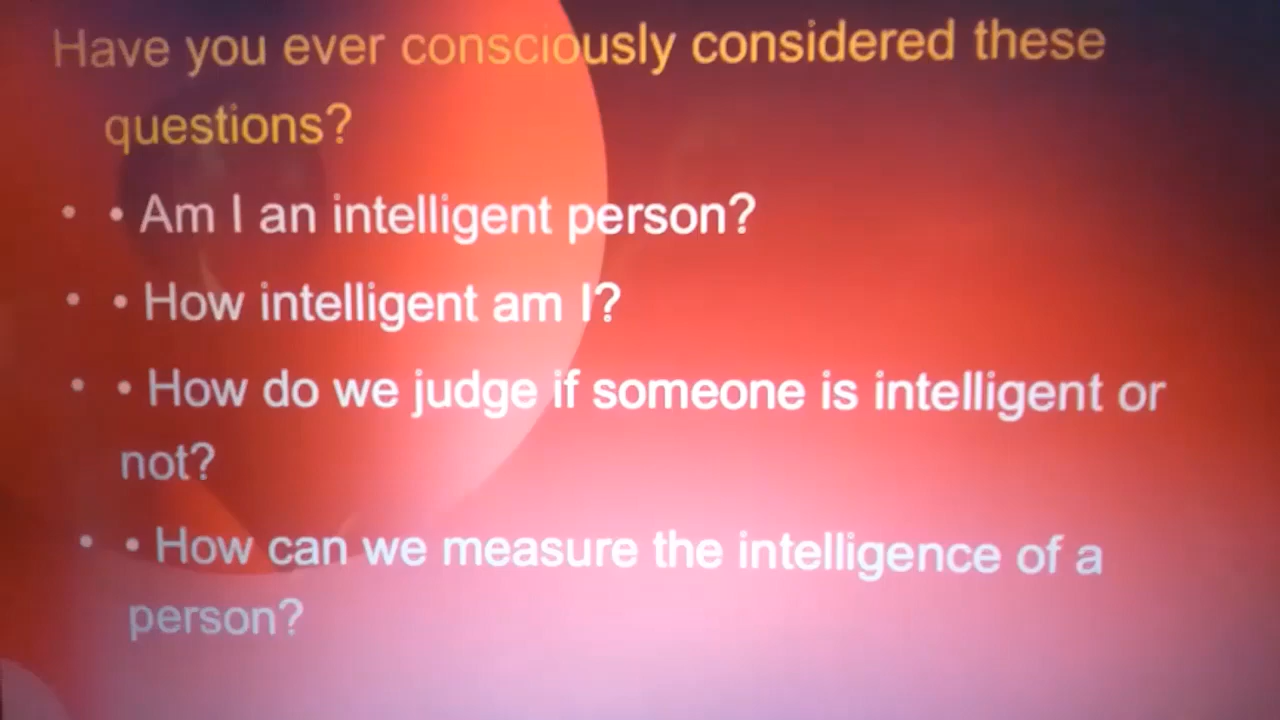 Have you ever consciously considered these
questions?
• • Am I an intelligent person?
• • How intelligent am I?
• • How do we judge if someone is intelligent or
not?
• • How can we measure the intelligence of a
person?